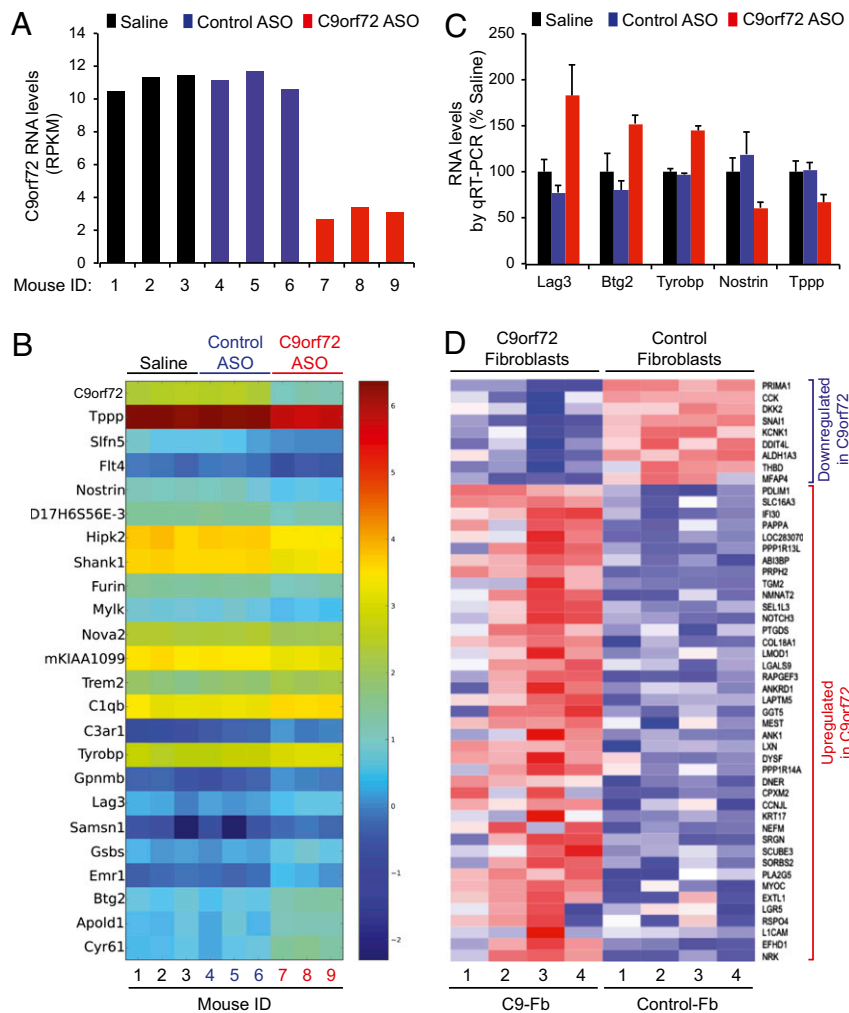 A
Saline
Control ASO
C9orf72 ASO
C9orf72 RNA levels
(RPKM)
14
12
10
8
6
4
2
0
Mouse ID: 1 2 3 4 5 6 7 8 9
C
Saline
Control ASO
C9orf72 ASO
RNA levels
by qRT-PCR (% Saline)
250
200
150
100
50
0
Lag3 Btg2 Tyrobp Nostrin Tppp
B
Saline
Control
ASO
C9orf72
ASO
C9orf72
Tppp
Slfn5
Flt4
Nostrin
D17H6S56E-3
Hipk2
Shank1
Furin
Mylk
Nova2
mKIAA1099
Trem2
C1qb
C3ar1
Tyrobp
Gpnmb
Lag3
Samsn1
Gsbs
Emr1
Btg2
Apold1
Cyr61
6
5
4
3
2
1
0
−1
−2
1 2 3 4 5 6 7 8 9
Mouse ID
D
C9orf72
Fibroblasts
Control
Fibroblasts
PRIMA1
CCK
DKK2
SNAI1
KCNK1
DDIT4L
ALDH1A3
THBD
MFAP4
PDLIM1
SLC16A3
IFI30
PAPPA
LOC283070
PPP1R13L
ABI3BP
PRPH2
TGM2
NMNAT2
SEL1L3
NOTCH3
PTGDS
COL18A1
LMOD1
LGALS9
RAPGEF3
ANKRD1
LAPTM5
GGT5
MEST
ANK1
LXN
DYSF
PPP1R14A
DNER
CPXM2
CCNJL
KRT17
NEFM
SRGN
SCUBE3
SORBS2
PLA2G5
MYOC
EXTL1
LGR5
RSPO4
L1CAM
EFHD1
NRK
Downregulated
in C9orf72
Upregulated
in C9orf72
1 2 3 4 1 2 3 4
C9-Fb Control-Fb